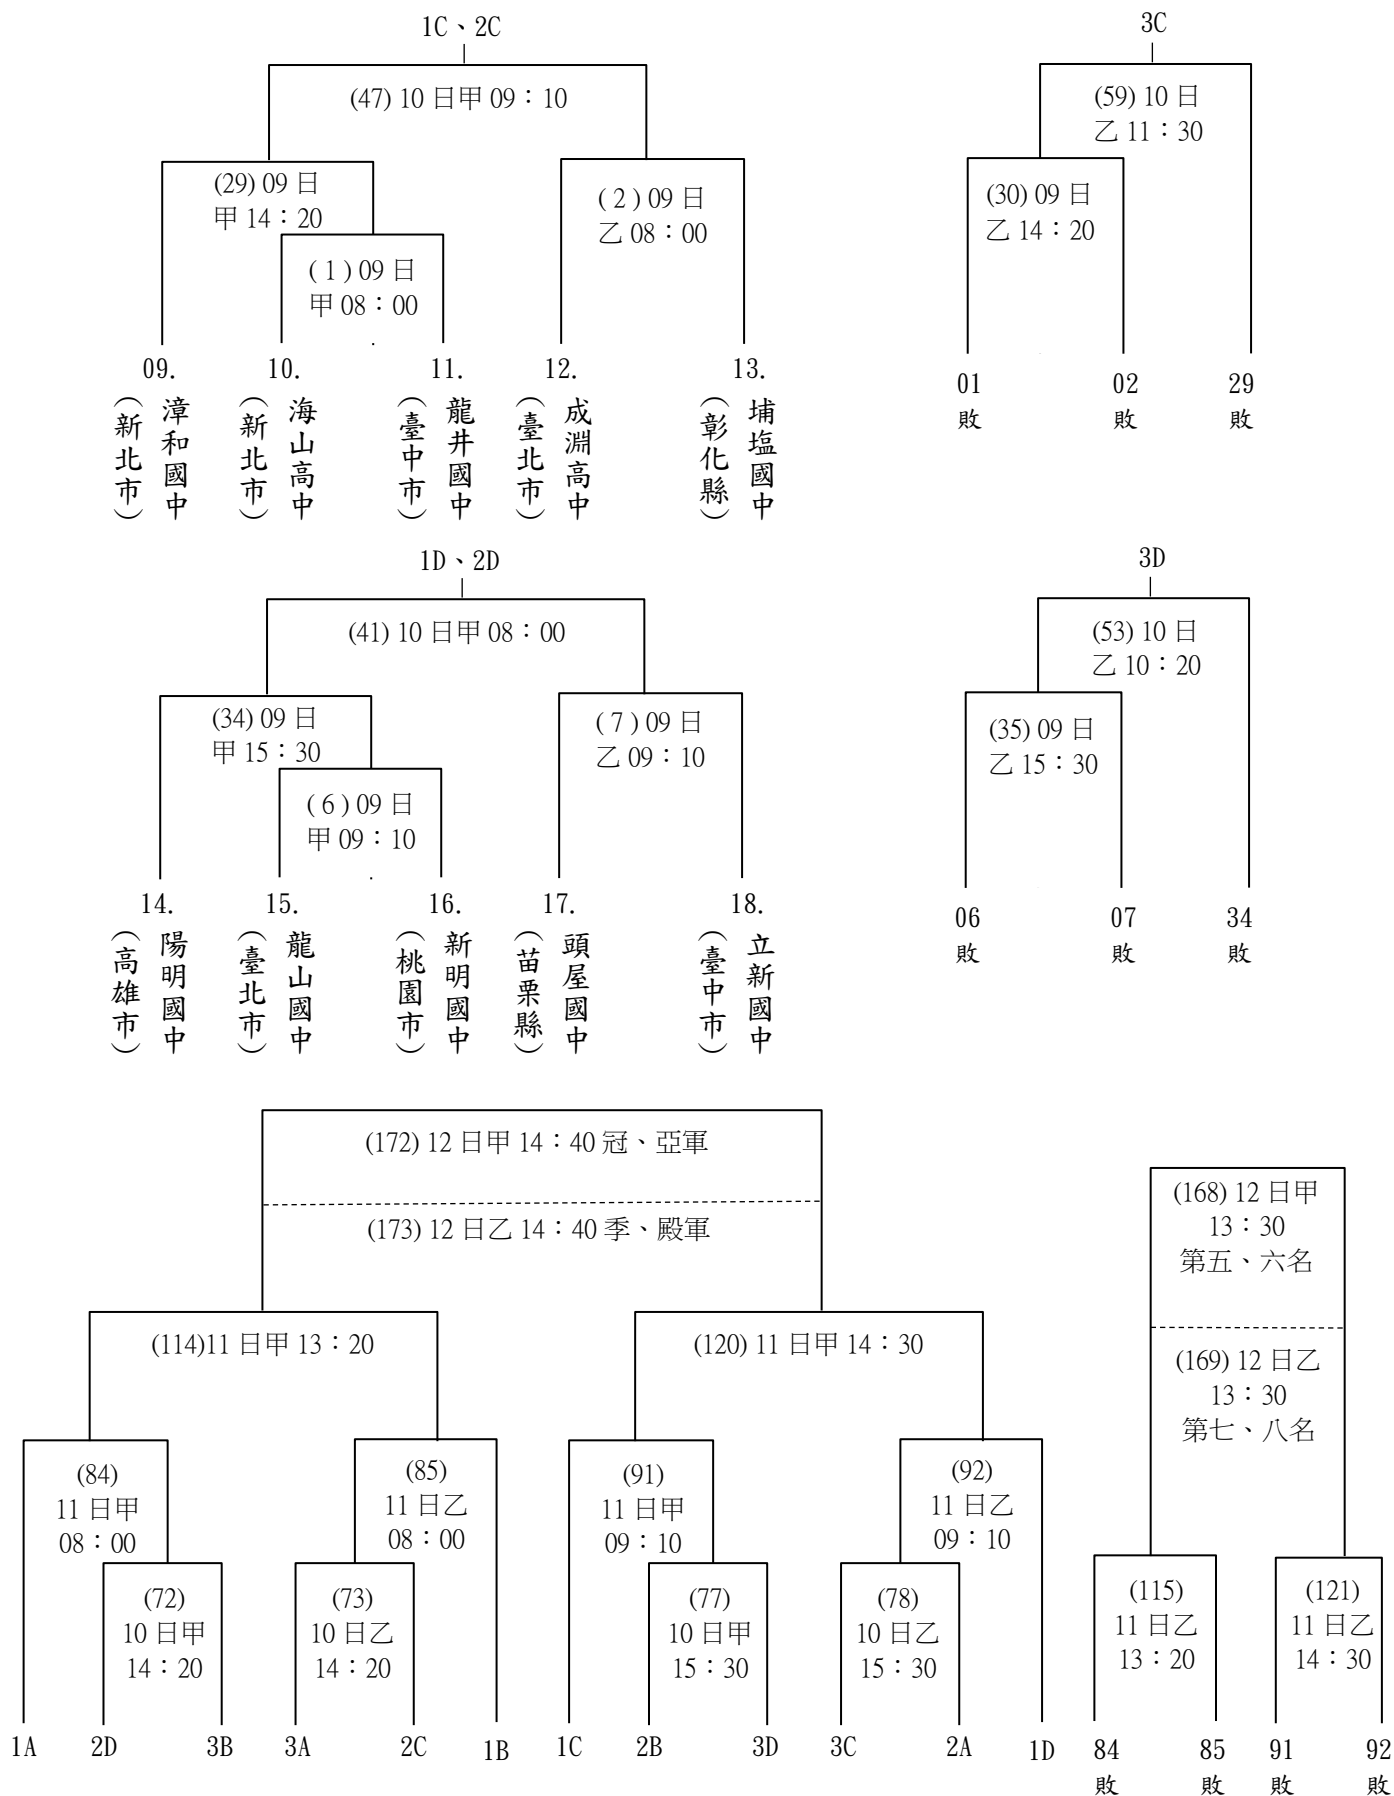 1C、2C
(47) 10 日甲 09：10
(29) 09 日
甲 14：20
( 1 ) 09 日
甲 08：00
( 2 ) 09 日
乙 08：00
09.
漳和國中
（新北市）
10.
海山高中
（新北市）
11.
龍井國中
（臺中市）
12.
成淵高中
（臺北市）
13.
埔塩國中
（彰化縣）
3C
(59) 10 日
乙 11：30
(30) 09 日
乙 14：20
01
敗
02
敗
29
敗
1D、2D
(41) 10 日甲 08：00
(34) 09 日
甲 15：30
( 6 ) 09 日
甲 09：10
( 7 ) 09 日
乙 09：10
14.
陽明國中
（高雄市）
15.
龍山國中
（臺北市）
16.
新明國中
（桃園市）
17.
頭屋國中
（苗栗縣）
18.
立新國中
（臺中市）
3D
(53) 10 日
乙 10：20
(35) 09 日
乙 15：30
06
敗
07
敗
34
敗
(172) 12 日甲 14：40 冠、亞軍
(173) 12 日乙 14：40 季、殿軍
(114)11 日甲 13：20
(120) 11 日甲 14：30
(84)
11 日甲
08：00
(85)
11 日乙
08：00
(91)
11 日甲
09：10
(92)
11 日乙
09：10
(72)
10 日甲
14：20
(73)
10 日乙
14：20
(77)
10 日甲
15：30
(78)
10 日乙
15：30
1A
2D
3B
3A
2C
1B
1C
2B
3D
3C
2A
1D
(168) 12 日甲
13：30
第五、六名
(169) 12 日乙
13：30
第七、八名
(115)
11 日乙
13：20
(121)
11 日乙
14：30
84
敗
85
敗
91
敗
92
敗